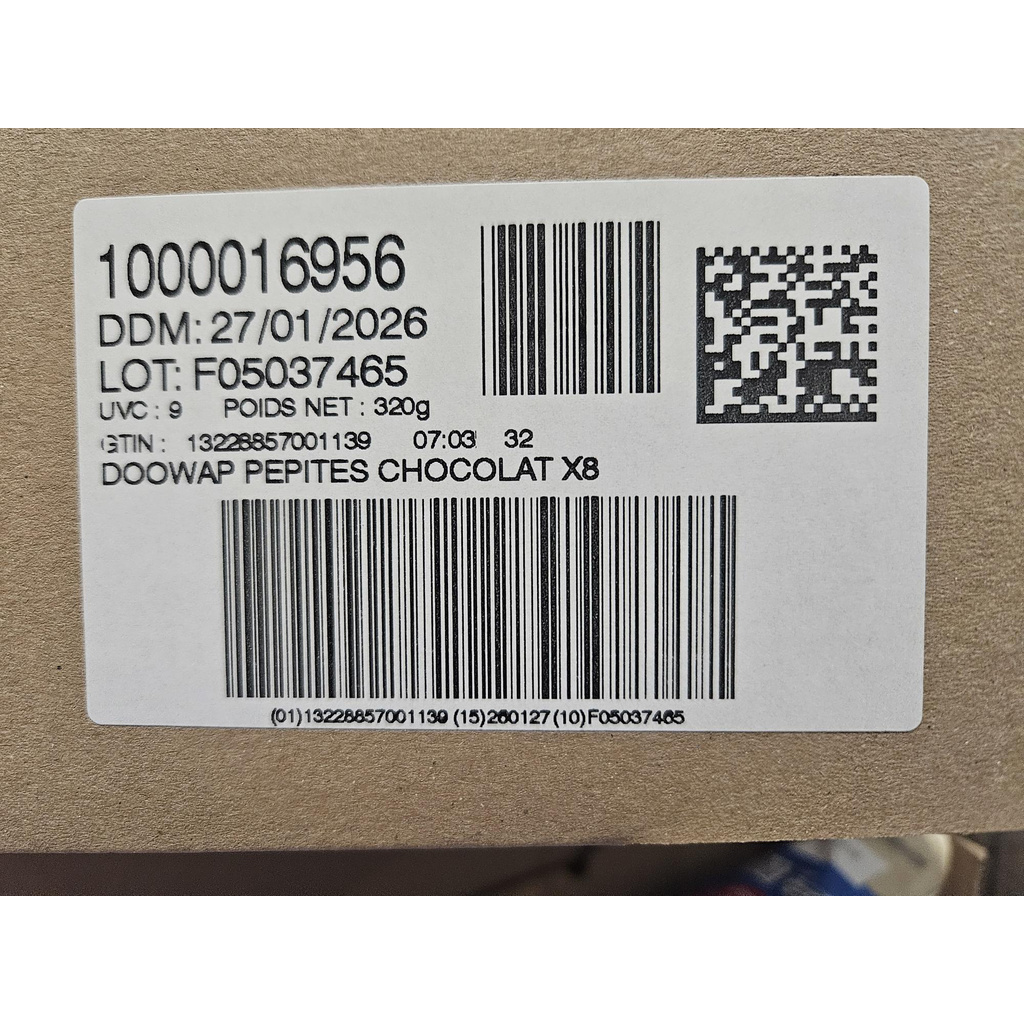 1000016956
DDM: 27/01/2026
LOT: F05037465
UVC : 9 POIDS NET : 320g
GTIN : 13228857001139 07:03 32
DOOWAP PEPITES CHOCOLAT X8
(01)13228857001139(15)260127(10)F05037465